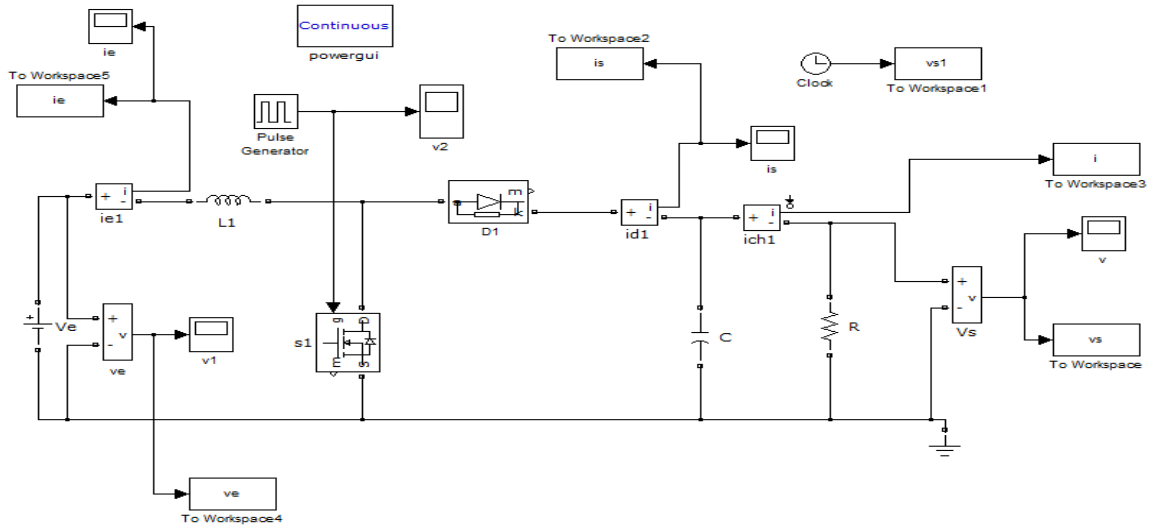 Continuous
powergui
ie
To Workspace5
ie
To Workspace2
is
Clock
vs1
To Workspace1
Pulse
Generator
v2
is
i
To Workspace3
i
-
+
ie1
L1
m
a
k
D1
+
i
-
id1
+
i
-
ich1
v
+
Ve
+
-
v
ve
v1
s1
g
D
m
S
C
R
+
-
v
Vs
vs
To Workspace
ve
To Workspace4